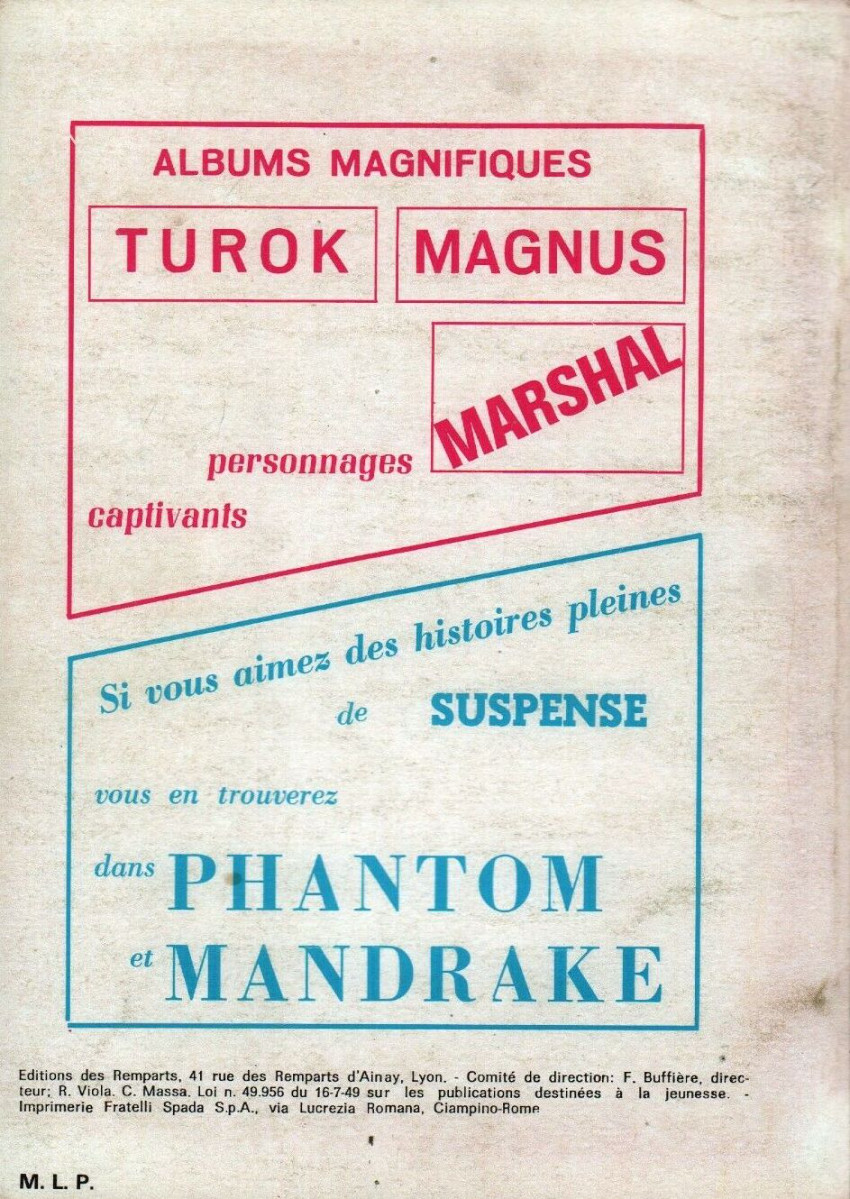 ALBUMS MAGNIFIQUES
TUROK MAGNUS
MARSHAL
personnages
captivants
Si vous aimez des histoires pleines
de SUSPENSE
vous en trouverez
dans PHANTOM
et MANDRAKE
Editions des Remparts, 41 rue des Remparts d'Ainay, Lyon. - Comité de direction: F. Buffière, direc-
teur; R. Viola. C. Massa. Loi n. 49.956 du 16-7-49 sur les publications destinées à la jeunesse. -
Imprimerie Fratelli Spada S.p.A., via Lucrezia Romana, Ciampino-Rome
M. L. P.